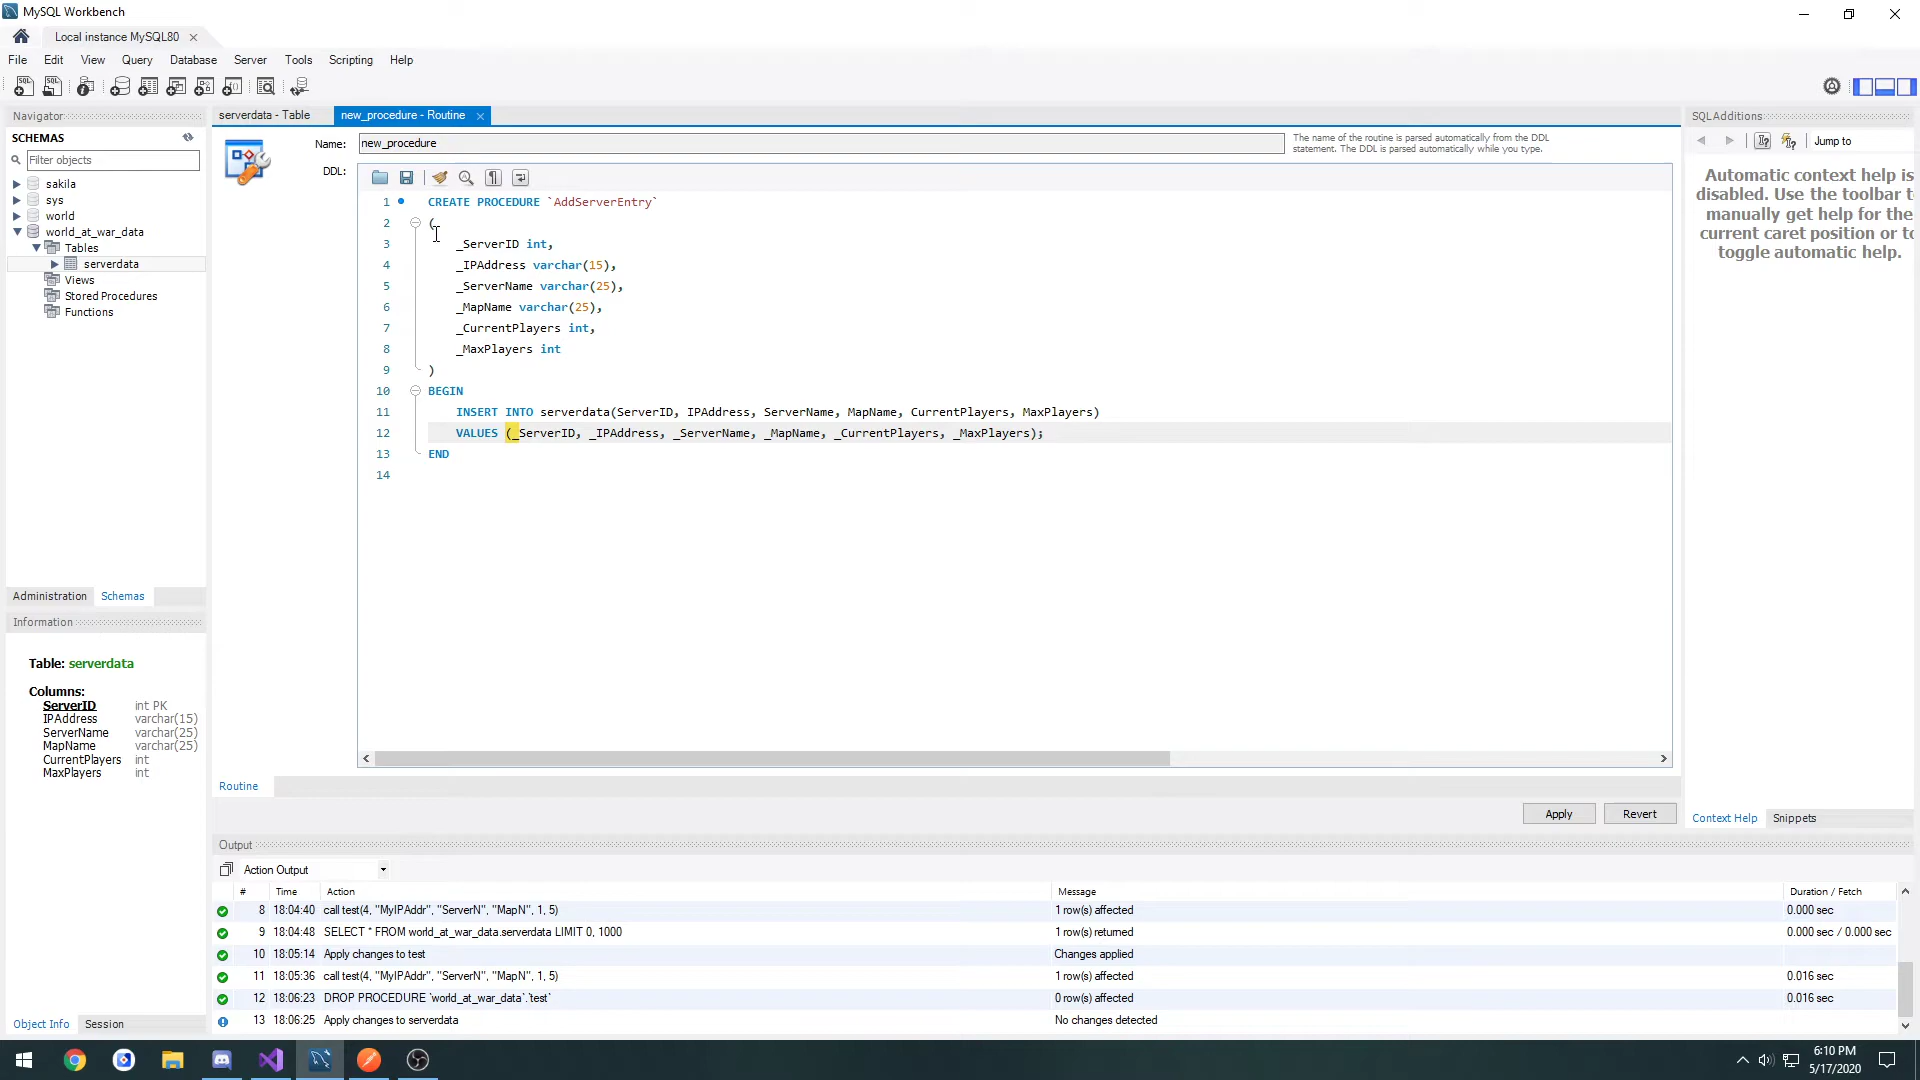 MySQL Workbench
Local instance MySQL80
File Edit View Query Database Server Tools Scripting Help
Navigator
SCHEMAS
Filter objects
sakila
sys
world
world_at_war_data
Tables
serverdata
Views
Stored Procedures
Functions
Administration Schemas
Information
Table: serverdata
Columns:
ServerID int PK
IPAddress varchar(15)
ServerName varchar(25)
MapName varchar(25)
CurrentPlayers int
MaxPlayers int
Object Info Session
serverdata - Table new_procedure - Routine
Name: new_procedure
The name of the routine is parsed automatically from the DDL
statement. The DDL is parsed automatically while you type.
DDL:
1 CREATE PROCEDURE `AddServerEntry`
2 (
3 _ServerID int,
4 _IPAddress varchar(15),
5 _ServerName varchar(25),
6 _MapName varchar(25),
7 _CurrentPlayers int,
8 _MaxPlayers int
9 )
10 BEGIN
11 INSERT INTO serverdata(ServerID, IPAddress, ServerName, MapName, CurrentPlayers, MaxPlayers)
12 VALUES (_ServerID, _IPAddress, _ServerName, _MapName, _CurrentPlayers, _MaxPlayers);
13 END
14
Routine
Apply Revert
SQLAdditions
Jump to
Automatic context help is
disabled. Use the toolbar t
manually get help for the
current caret position or to
toggle automatic help.
Context Help Snippets
Output
Action Output
# Time Action Message Duration / Fetch
8 18:04:40 call test(4, "MyIPAddr", "ServerN", "MapN", 1, 5) 1 row(s) affected 0.000 sec
9 18:04:48 SELECT * FROM world_at_war_data.serverdata LIMIT 0, 1000 1 row(s) returned 0.000 sec / 0.000 sec
10 18:05:14 Apply changes to test Changes applied
11 18:05:36 call test(4, "MyIPAddr", "ServerN", "MapN", 1, 5) 1 row(s) affected 0.016 sec
12 18:06:23 DROP PROCEDURE `world_at_war_data`.`test` 0 row(s) affected 0.016 sec
13 18:06:25 Apply changes to serverdata No changes detected
6:10 PM
5/17/2020